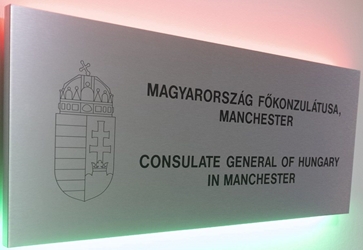 MAGYARORSZÁG FŐKONZULÁTUSA,
MANCHESTER
CONSULATE GENERAL OF HUNGARY
IN MANCHESTER